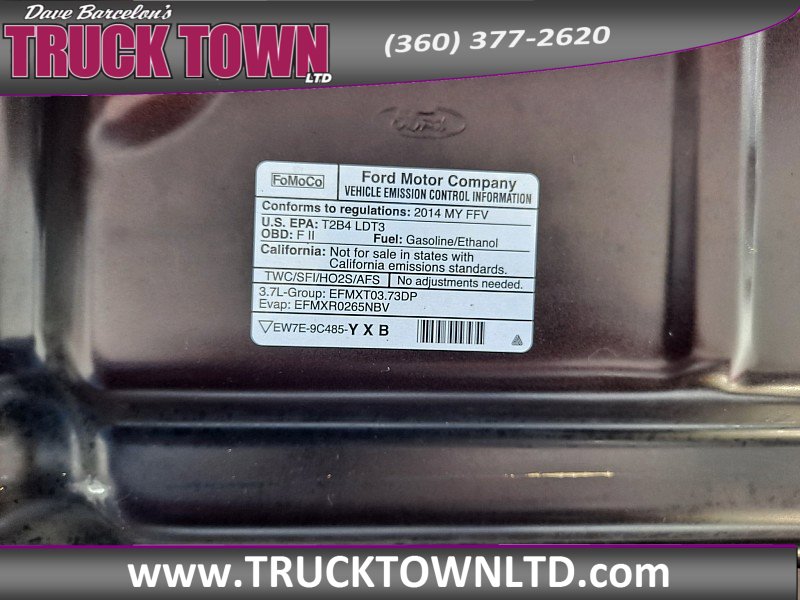 Dave Barcelon's
TRUCK TOWN
LTD
(360) 377-2620
Ford
FoMoCo
Ford Motor Company
VEHICLE EMISSION CONTROL INFORMATION
Conforms to regulations: 2014 MY FFV
U.S. EPA: T2B4 LDT3
OBD: F II
Fuel: Gasoline/Ethanol
California: Not for sale in states with
California emissions standards.
TWC/SFI/HO2S/AFS
No adjustments needed.
3.7L-Group: EFMXT03.73DP
Evap: EFMXR0265NBV
EW7E-9C485-Y X B
www.TRUCKTOWNLTD.com